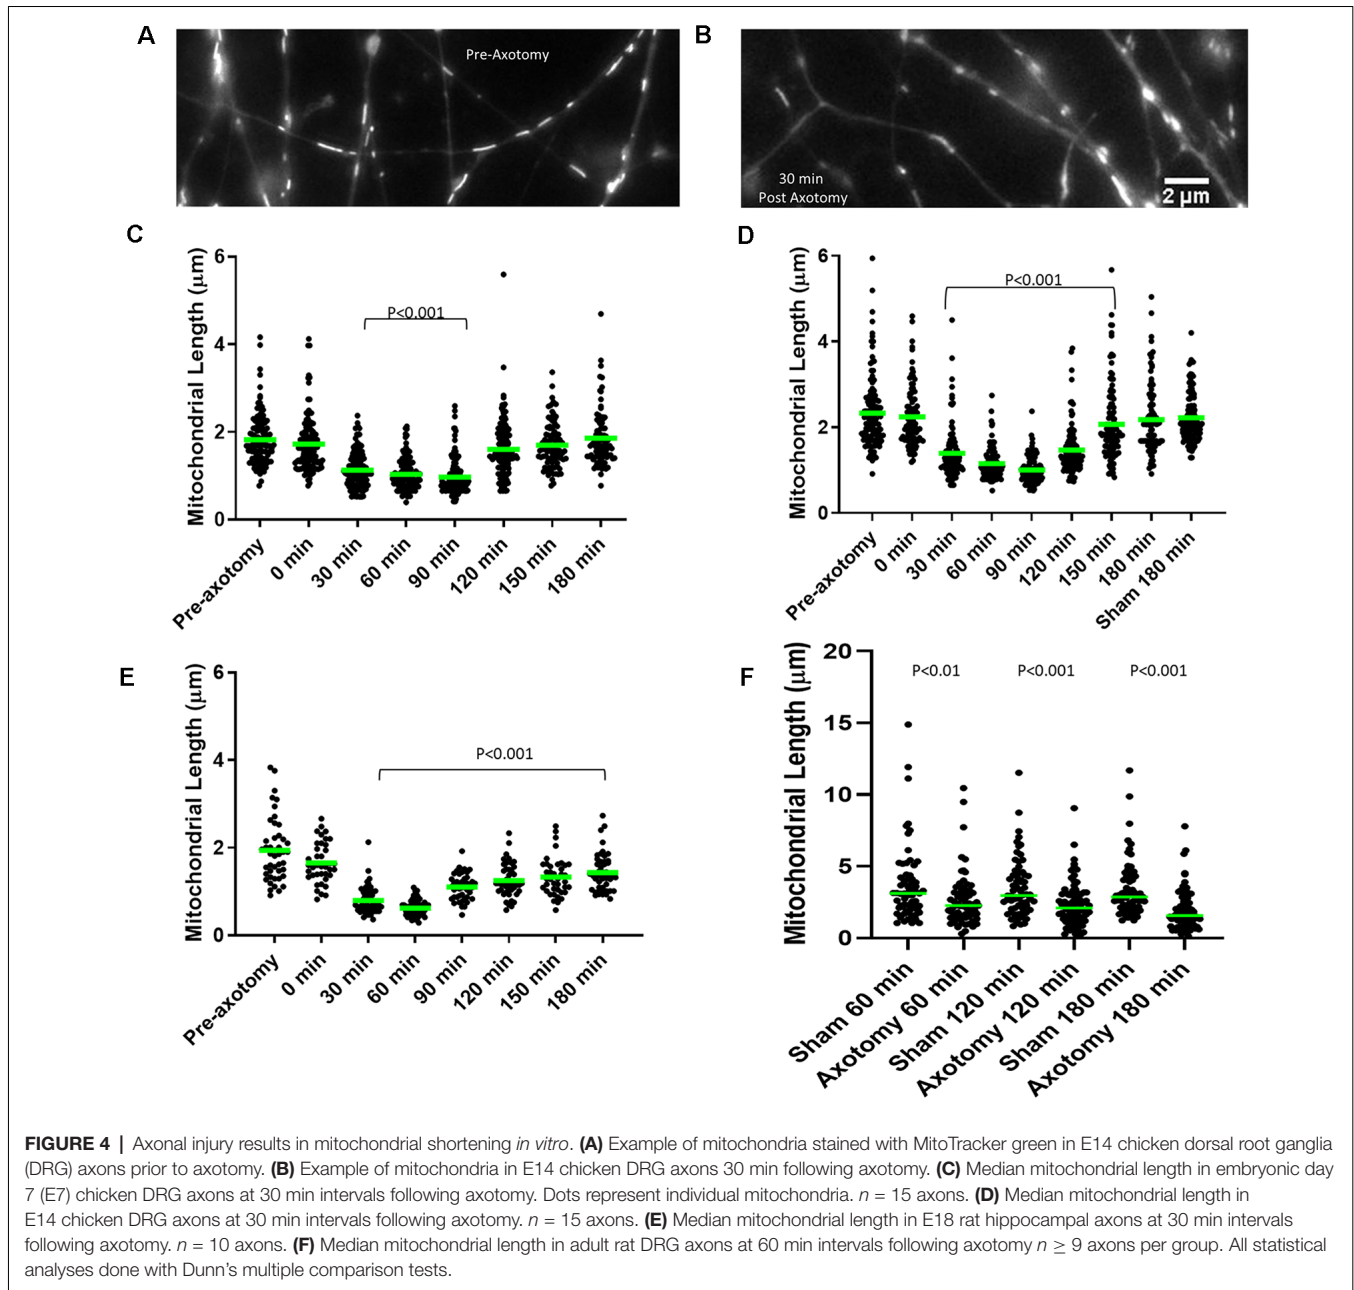 A
Pre-Axotomy
B
30 min
Post Axotomy
2 μm
C
Mitochondrial Length (μm)
6
4
2
0
P<0.001
Pre-axotomy
0 min
30 min
60 min
90 min
120 min
150 min
180 min
D
Mitochondrial Length (μm)
6
4
2
0
P<0.001
Pre-axotomy
0 min
30 min
60 min
90 min
120 min
150 min
180 min
Sham 180 min
E
Mitochondrial Length (μm)
6
4
2
0
P<0.001
Pre-axotomy
0 min
30 min
60 min
90 min
120 min
150 min
180 min
F
Mitochondrial Length (μm)
20
15
10
5
0
P<0.01
P<0.001
P<0.001
Sham 60 min
Axotomy 60 min
Sham 120 min
Axotomy 120 min
Sham 180 min
Axotomy 180 min
FIGURE 4 | Axonal injury results in mitochondrial shortening in vitro. (A) Example of mitochondria stained with MitoTracker green in E14 chicken dorsal root ganglia
(DRG) axons prior to axotomy. (B) Example of mitochondria in E14 chicken DRG axons 30 min following axotomy. (C) Median mitochondrial length in embryonic day
7 (E7) chicken DRG axons at 30 min intervals following axotomy. Dots represent individual mitochondria. n = 15 axons. (D) Median mitochondrial length in
E14 chicken DRG axons at 30 min intervals following axotomy. n = 15 axons. (E) Median mitochondrial length in E18 rat hippocampal axons at 30 min intervals
following axotomy. n = 10 axons. (F) Median mitochondrial length in adult rat DRG axons at 60 min intervals following axotomy n ≥ 9 axons per group. All statistical
analyses done with Dunn's multiple comparison tests.